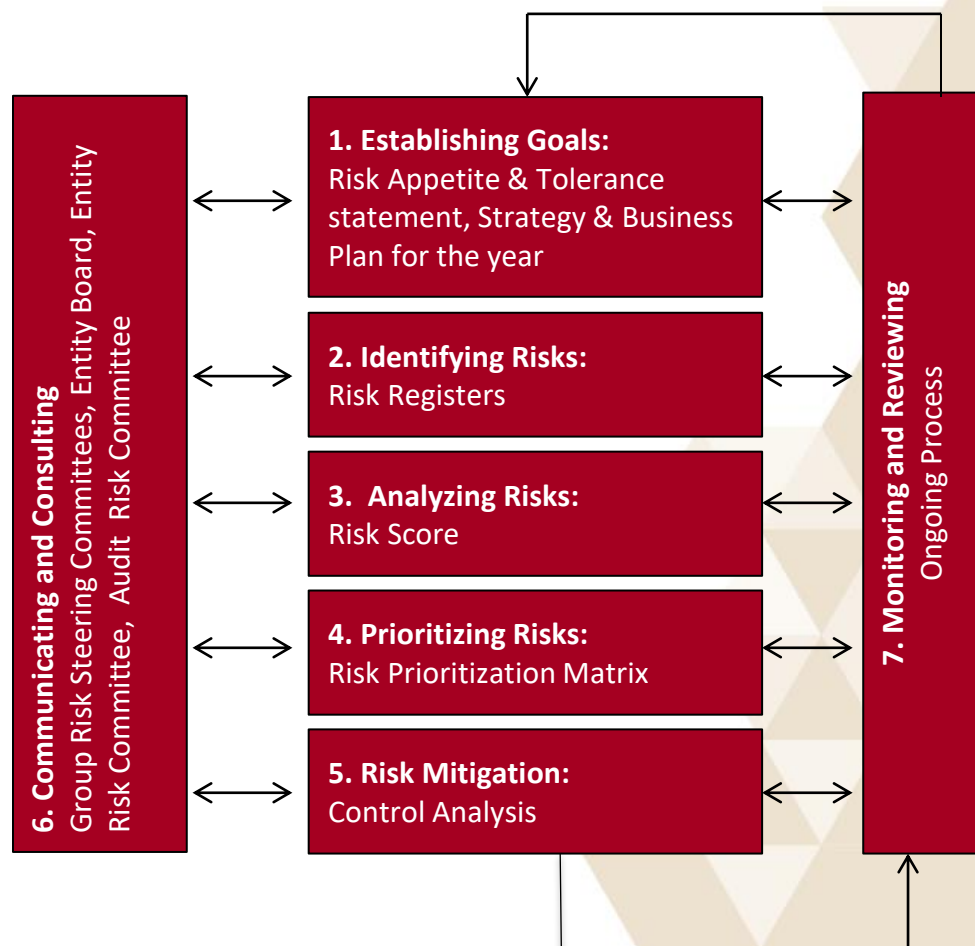 1. Establishing Goals:
Risk Appetite & Tolerance
statement, Strategy & Business
Plan for the year
2. Identifying Risks:
Risk Registers
3. Analyzing Risks:
Risk Score
4. Prioritizing Risks:
Risk Prioritization Matrix
5. Risk Mitigation:
Control Analysis
6. Communicating and Consulting
Group Risk Steering Committees, Entity Board, Entity
Risk Committee, Audit Risk Committee
7. Monitoring and Reviewing
Ongoing Process